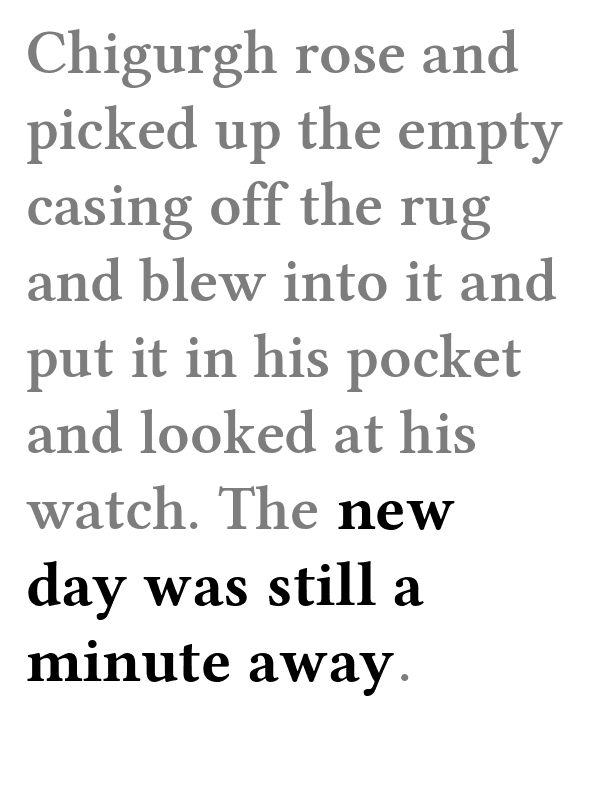 Chigurgh rose and
picked up the empty
casing off the rug
and blew into it and
put it in his pocket
and looked at his
watch. The new
day was still a
minute away.